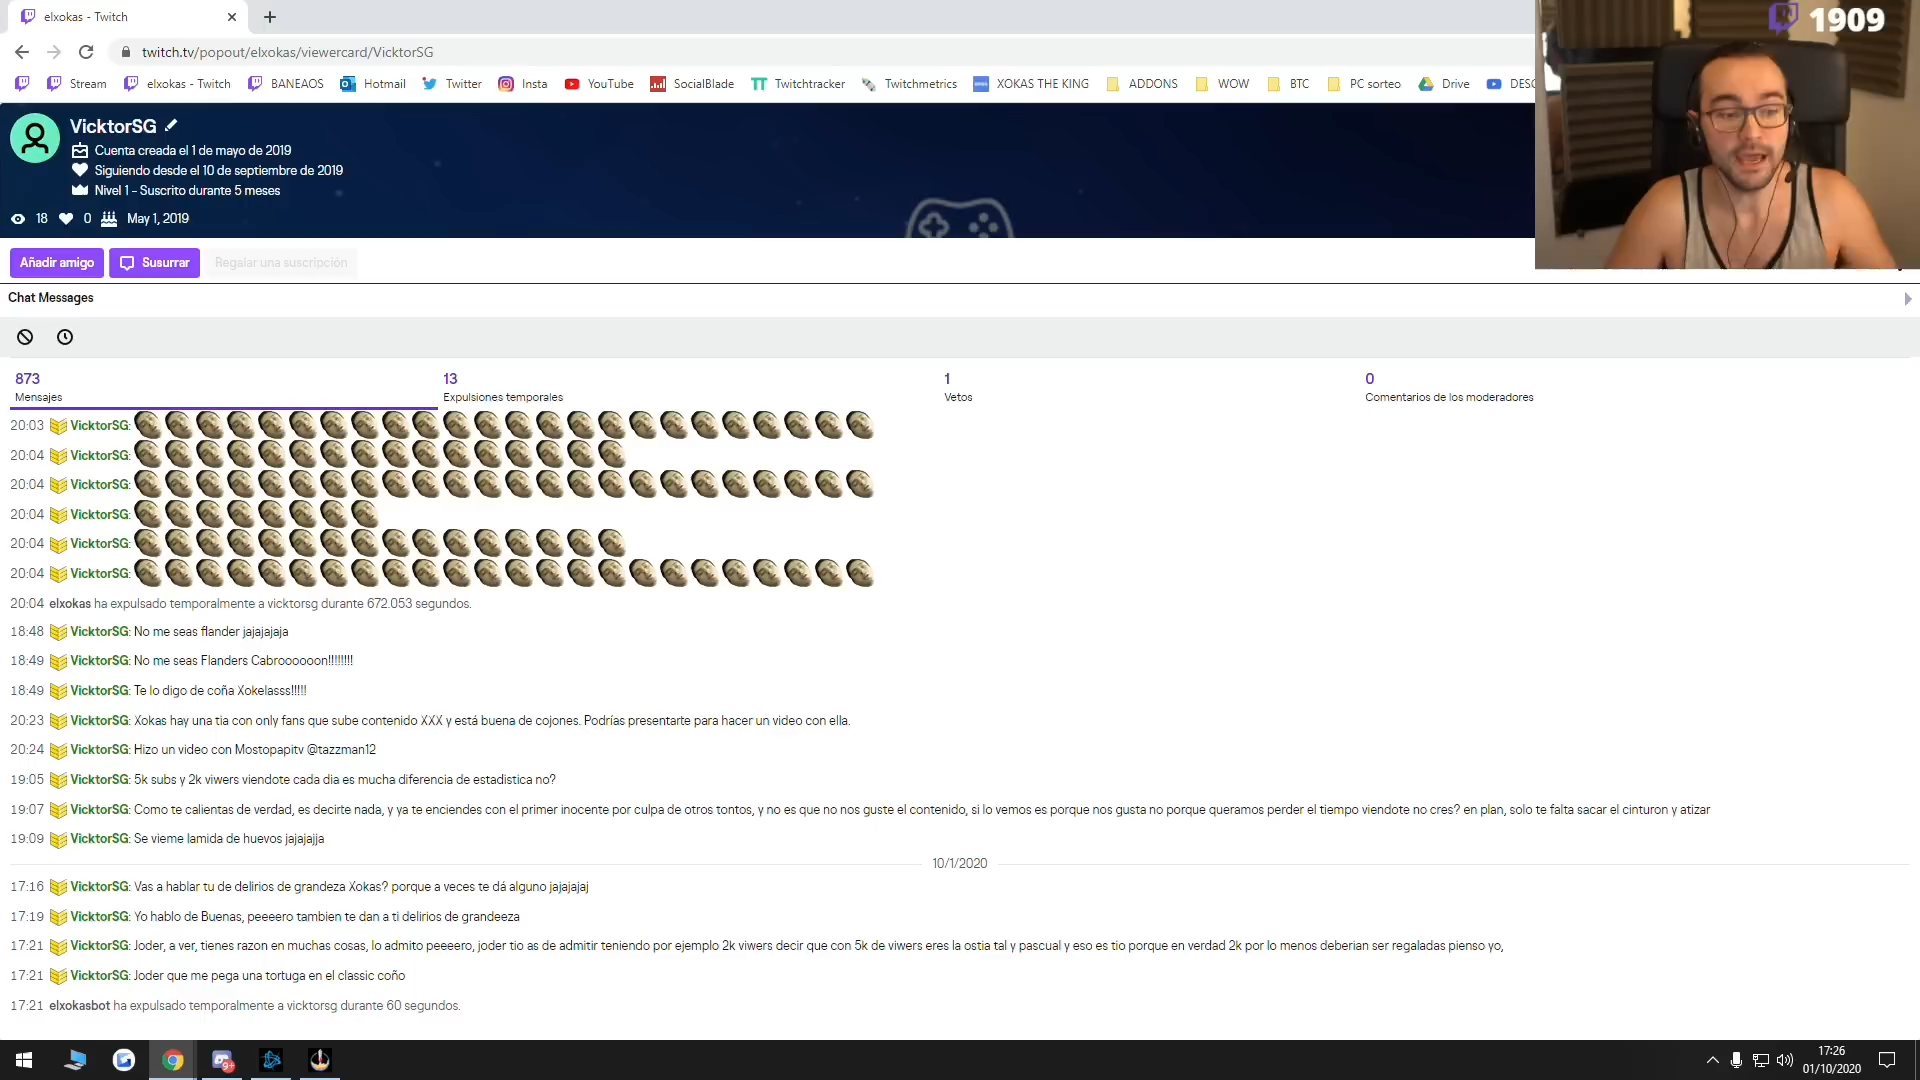 elxokas - Twitch
1909
twitch.tv/popout/elxokas/viewercard/VicktorSG
Stream elxokas - Twitch BANEAOS Hotmail Twitter Insta YouTube SocialBlade Twitchtracker Twitchmetrics XOKAS THE KING ADDONS WOW BTC PC sorteo Drive DESC
VicktorSG
Cuenta creada el 1 de mayo de 2019
Siguiendo desde el 10 de septiembre de 2019
Nivel 1 - Suscrito durante 5 meses
18 0 May 1, 2019
Añadir amigo Susurrar Regalar una suscripción
Chat Messages
873 13 1 0
Mensajes Expulsiones temporales Vetos Comentarios de los moderadores
20:03 VicktorSG:
20:04 VicktorSG:
20:04 VicktorSG:
20:04 VicktorSG:
20:04 VicktorSG:
20:04 VicktorSG:
20:04 elxokas ha expulsado temporalmente a vicktorsg durante 672.053 segundos.
18:48 VicktorSG: No me seas flander jajajajaja
18:49 VicktorSG: No me seas Flanders Cabroooooon!!!!!!!!
18:49 VicktorSG: Te lo digo de coña Xokelasss!!!!!
20:23 VicktorSG: Xokas hay una tia con only fans que sube contenido XXX y está buena de cojones. Podrías presentarte para hacer un video con ella.
20:24 VicktorSG: Hizo un video con Mostopapitv @tazzman12
19:05 VicktorSG: 5k subs y 2k viwers viendote cada dia es mucha diferencia de estadistica no?
19:07 VicktorSG: Como te calientas de verdad, es decirte nada, y ya te enciendes con el primer inocente por culpa de otros tontos, y no es que no nos guste el contenido, si lo vemos es porque nos gusta no porque queramos perder el tiempo viendote no cres? en plan, solo te falta sacar el cinturon y atizar
19:09 VicktorSG: Se vieme lamida de huevos jajajajja
10/1/2020
17:16 VicktorSG: Vas a hablar tu de delirios de grandeza Xokas? porque a veces te dá alguno jajajajaj
17:19 VicktorSG: Yo hablo de Buenas, peeeero tambien te dan a ti delirios de grandeeza
17:21 VicktorSG: Joder, a ver, tienes razon en muchas cosas, lo admito peeeero, joder tio as de admitir teniendo por ejemplo 2k viwers decir que con 5k de viwers eres la ostia tal y pascual y eso es tio porque en verdad 2k por lo menos deberian ser regaladas pienso yo,
17:21 VicktorSG: Joder que me pega una tortuga en el classic coño
17:21 elxokasbot ha expulsado temporalmente a vicktorsg durante 60 segundos.
9+
17:26
01/10/2020